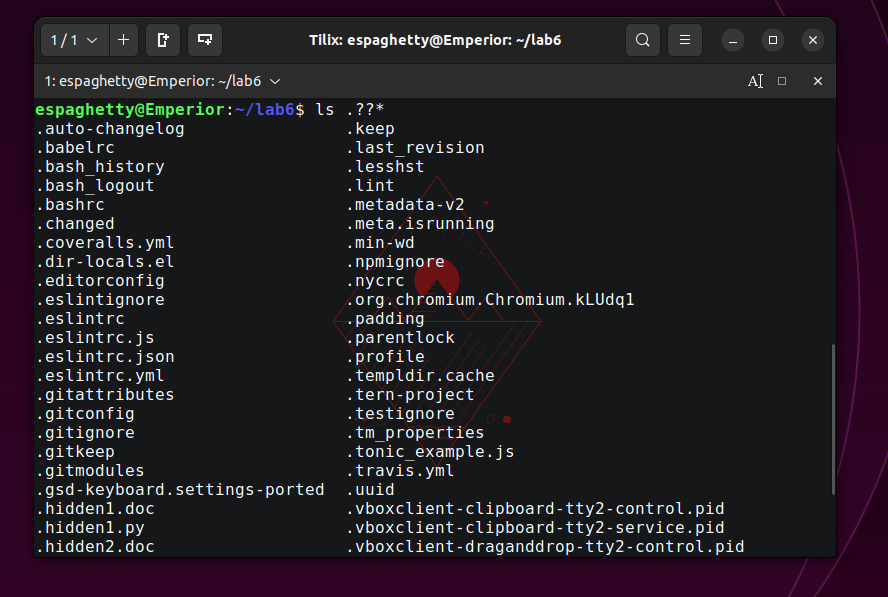 1 / 1
Tilix: espaghetty@Emperior: ~/lab6
1: espaghetty@Emperior: ~/lab6
espaghetty@Emperior:~/lab6$ ls .??*
.auto-changelog .keep
.babelrc .last_revision
.bash_history .lesshst
.bash_logout .lint
.bashrc .metadata-v2
.changed .meta.isrunning
.coveralls.yml .min-wd
.dir-locals.el .npmignore
.editorconfig .nycrc
.eslintignore .org.chromium.Chromium.kLUdq1
.eslintrc .padding
.eslintrc.js .parentlock
.eslintrc.json .profile
.eslintrc.yml .templdir.cache
.gitattributes .tern-project
.gitconfig .testignore
.gitignore .tm_properties
.gitkeep .tonic_example.js
.gitmodules .travis.yml
.gsd-keyboard.settings-ported .uuid
.hidden1.doc .vboxclient-clipboard-tty2-control.pid
.hidden1.py .vboxclient-clipboard-tty2-service.pid
.hidden2.doc .vboxclient-draganddrop-tty2-control.pid